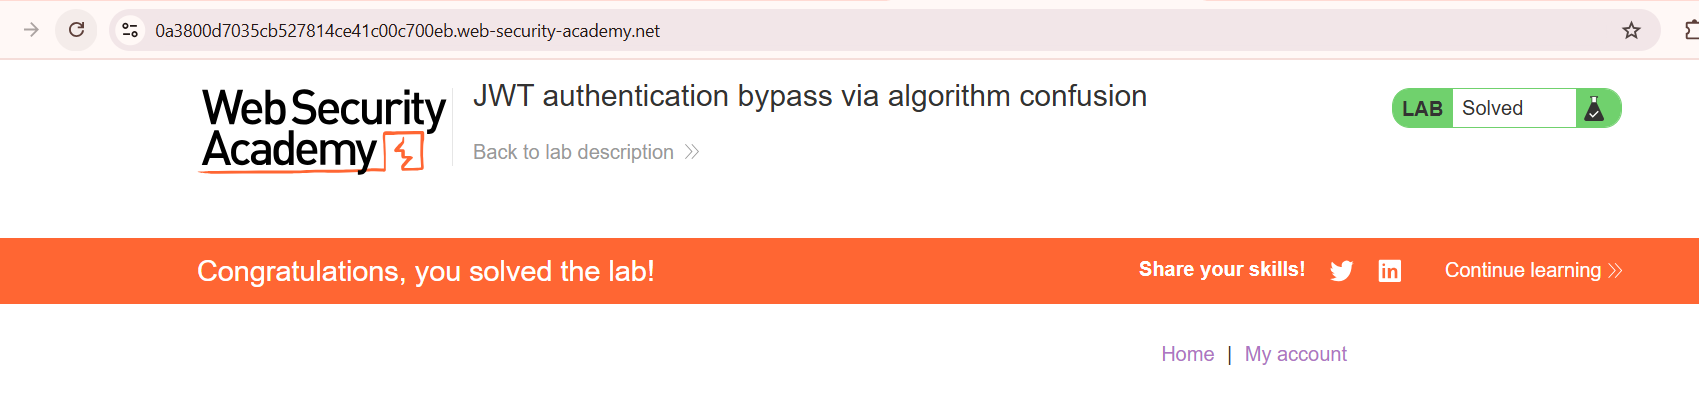 0a3800d7035cb527814ce41c00c700eb.web-security-academy.net
Web Security
Academy
JWT authentication bypass via algorithm confusion
Back to lab description
LAB Solved
Congratulations, you solved the lab!
Share your skills!
Continue learning
Home | My account